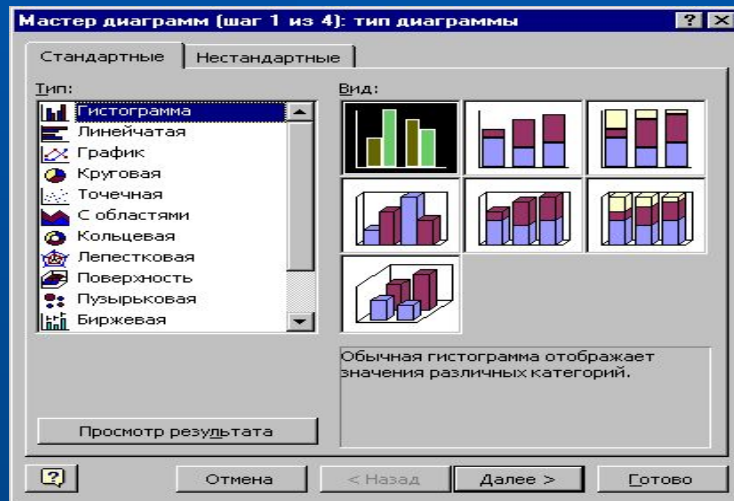 Мастер диаграмм (шаг 1 из 4): тип диаграммы
Стандартные
Нестандартные
Тип:
Гистограмма
Линейчатая
График
Круговая
Точечная
С областями
Кольцевая
Лепестковая
Поверхность
Пузырьковая
Биржевая
Вид:
Обычная гистограмма отображает
значения различных категорий.
Просмотр результата
Отмена
< Назад
Далее >
Готово